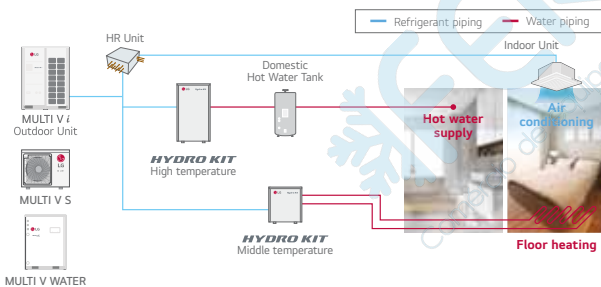 Refrigerant piping
Water piping
HR Unit
Indoor Unit
LG
Domestic
Hot Water Tank
MULTI V i
Outdoor Unit
Hot water
supply
Air
conditioning
HYDRO KIT
High temperature
MULTI V S
HYDRO KIT
Middle temperature
Floor heating
MULTI V WATER